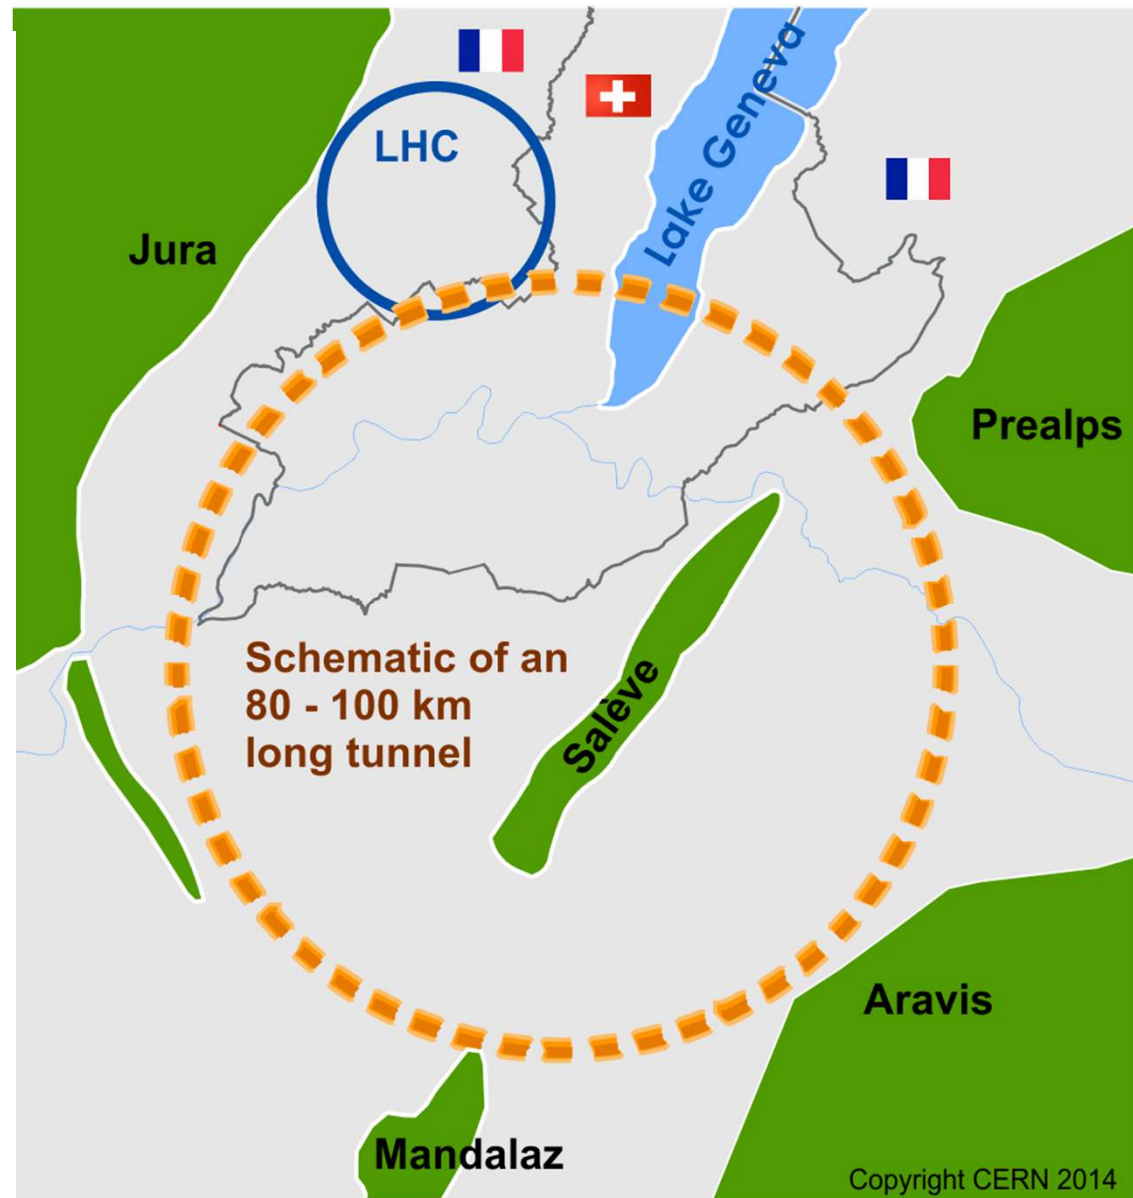 LHC
Lake Geneva
Jura
Prealps
Schematic of an
80 - 100 km
long tunnel
Salève
Aravis
Mandalaz
Copyright CERN 2014